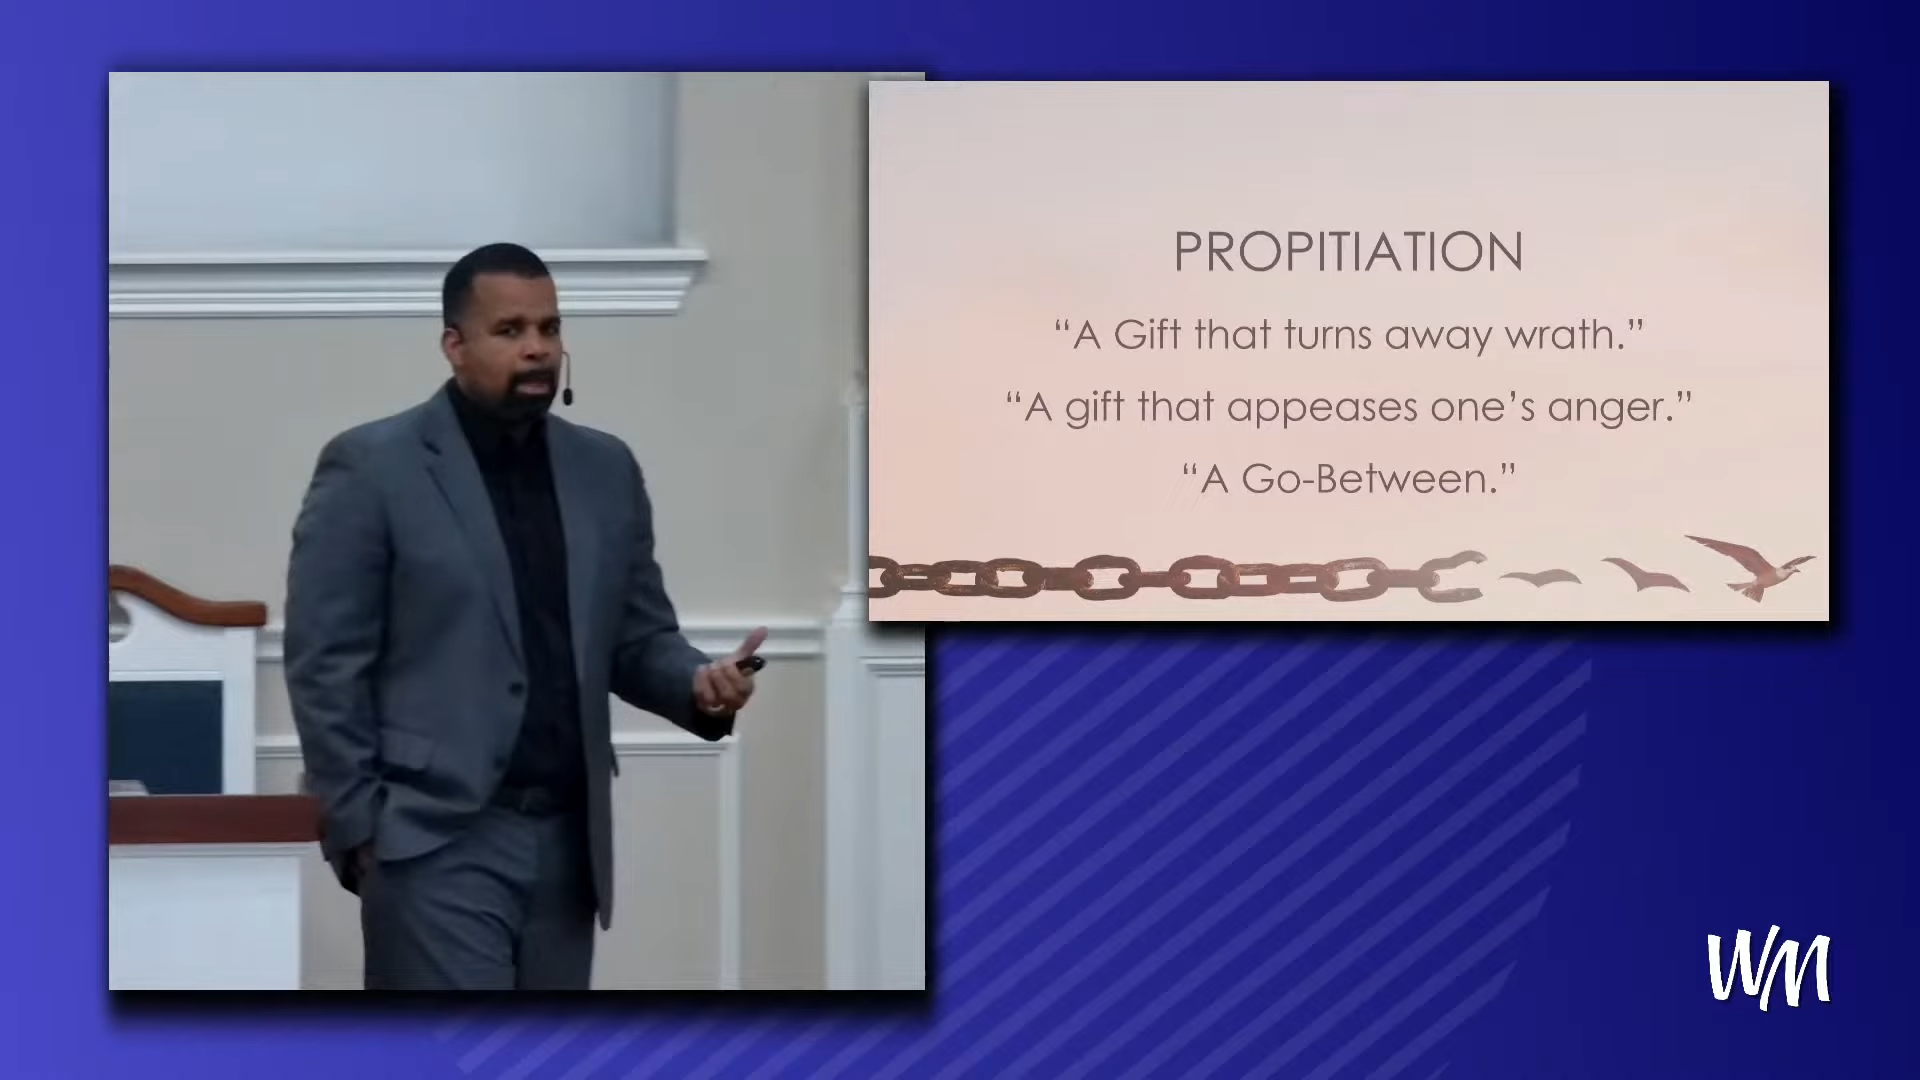 PROPITIATION
“A Gift that turns away wrath.”
“A gift that appeases one’s anger.”
“A Go-Between.”
WM